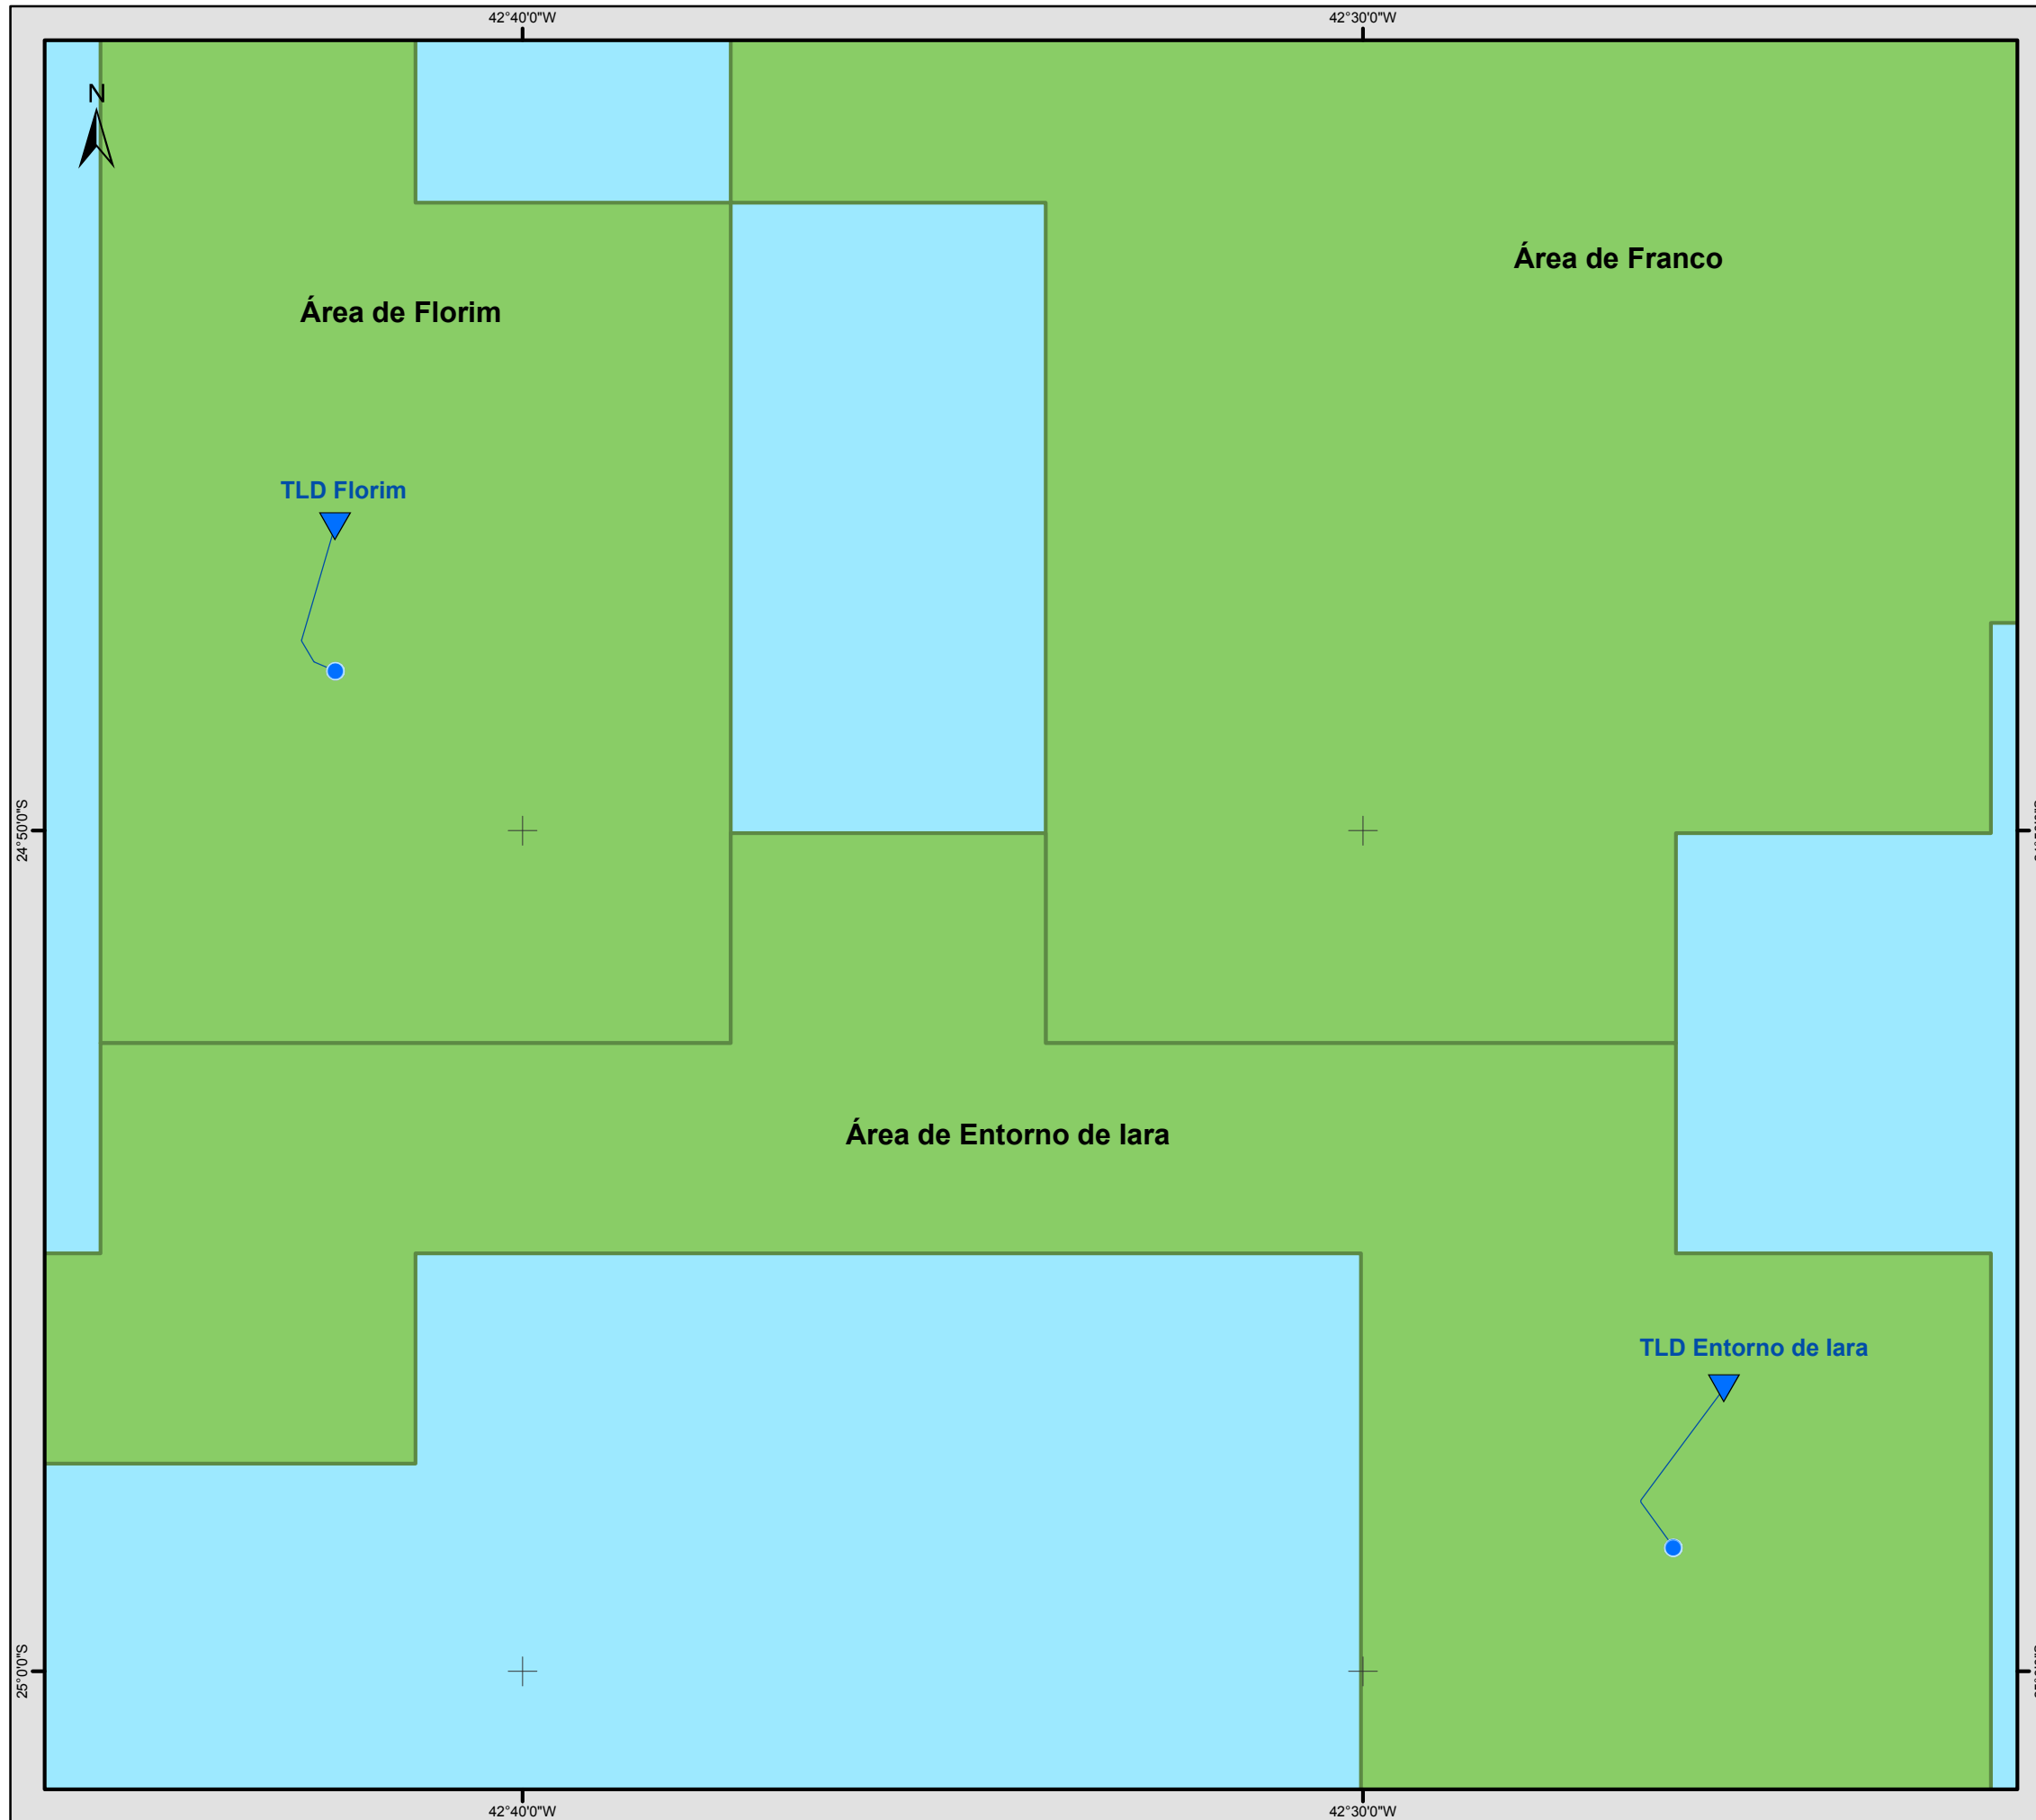 42°40'0"W
42°30'0"W
N
Área de Franco
Área de Florim
TLD Florim
24°50'0"S
Área de Entorno de Iara
TLD Entorno de Iara
25°0'0"S
42°40'0"W
42°30'0"W